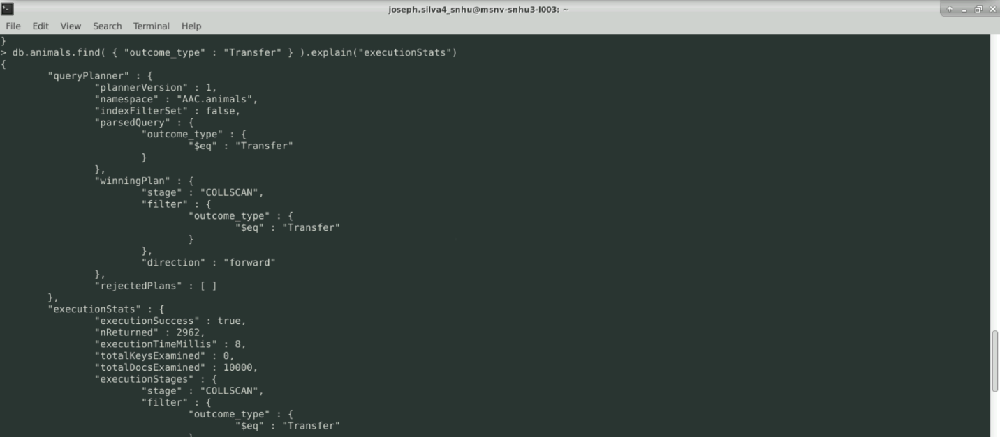 joseph.silva4_snhu@msnv-snhu3-l003: ~
File Edit View Search Terminal Help
}
> db.animals.find( { "outcome_type" : "Transfer" } ).explain("executionStats")
{
        "queryPlanner" : {
                "plannerVersion" : 1,
                "namespace" : "AAC.animals",
                "indexFilterSet" : false,
                "parsedQuery" : {
                        "outcome_type" : {
                                "$eq" : "Transfer"
                        }
                },
                "winningPlan" : {
                        "stage" : "COLLSCAN",
                        "filter" : {
                                "outcome_type" : {
                                        "$eq" : "Transfer"
                                }
                        },
                        "direction" : "forward"
                },
                "rejectedPlans" : [ ]
        },
        "executionStats" : {
                "executionSuccess" : true,
                "nReturned" : 2962,
                "executionTimeMillis" : 8,
                "totalKeysExamined" : 0,
                "totalDocsExamined" : 10000,
                "executionStages" : {
                        "stage" : "COLLSCAN",
                        "filter" : {
                                "outcome_type" : {
                                        "$eq" : "Transfer"
                                }